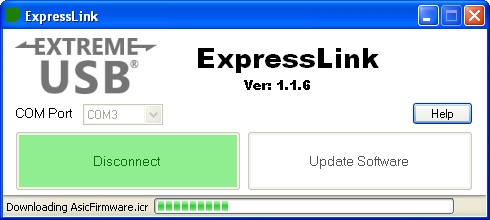 ExpressLink
EXTREME
USB®
ExpressLink
Ver: 1.1.6
COM Port COM3 Help
Disconnect Update Software
Downloading AsicFirmware.icr